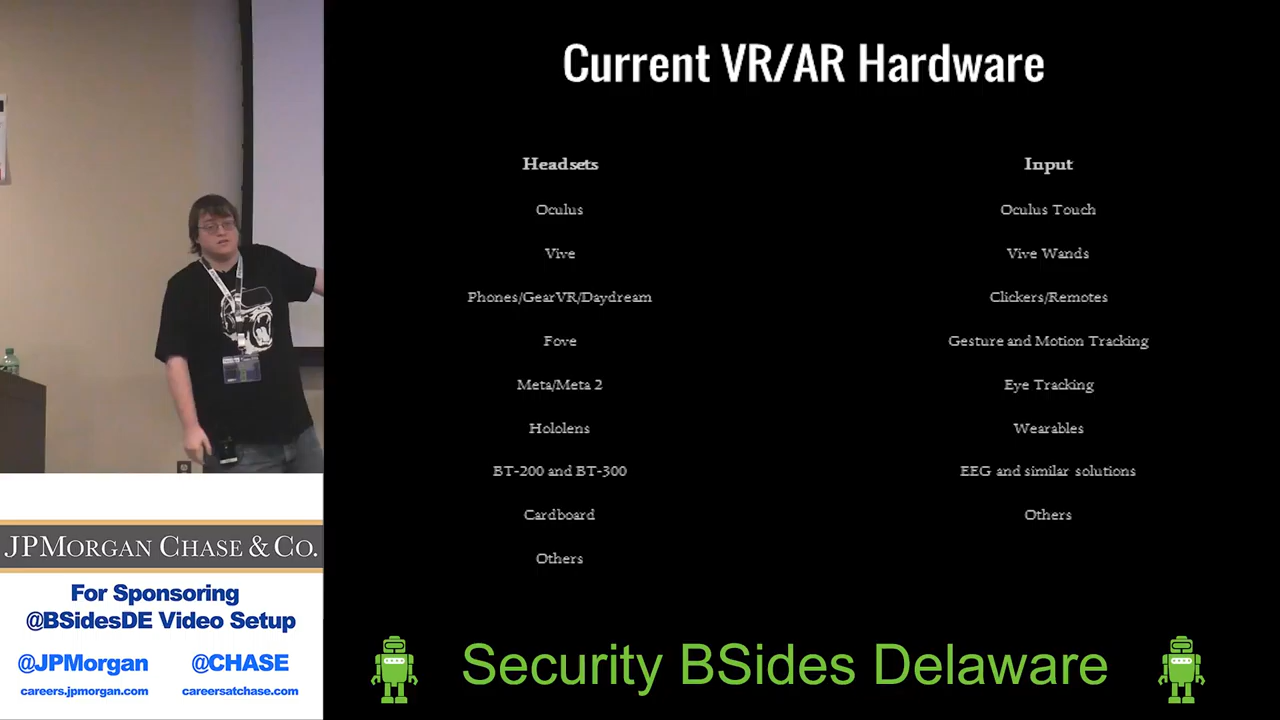 Current VR/AR Hardware
Headsets
Oculus
Vive
Phones/GearVR/Daydream
Fove
Meta/Meta 2
Hololens
BT-200 and BT-300
Cardboard
Others
Input
Oculus Touch
Vive Wands
Clickers/Remotes
Gesture and Motion Tracking
Eye Tracking
Wearables
EEG and similar solutions
Others
JPMORGAN CHASE & CO.
For Sponsoring
@BSidesDE Video Setup
@JPMorgan
@CHASE
careers.jpmorgan.com
careersatchase.com
Security BSides Delaware